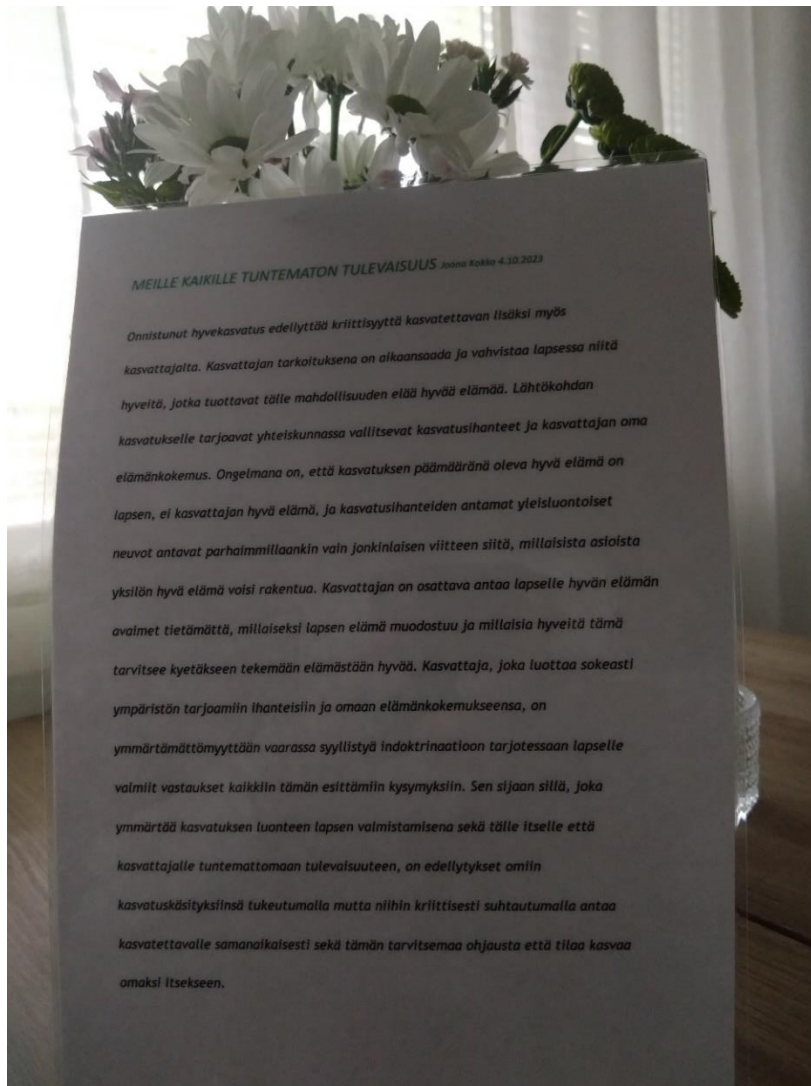 MEILLE KAIKILLE TUNTEMATON TULEVAISUUS Joona Kokko 4.10.2023
Onnistunut hyvekasvatus edellyttää kriittisyyttä kasvatettavan lisäksi myös
kasvattajalta. Kasvattajan tarkoituksena on aikaansaada ja vahvistaa lapsessa niitä
hyveitä, jotka tuottavat tälle mahdollisuuden elää hyvää elämää. Lähtökohdan
kasvatukselle tarjoavat yhteiskunnassa vallitsevat kasvatusihanteet ja kasvattajan oma
elämänkokemus. Ongelmana on, että kasvatuksen päämääränä oleva hyvä elämä on
lapsen, ei kasvattajan hyvä elämä, ja kasvatusihanteiden antamat yleisluontoiset
neuvot antavat parhaimmillaankin vain jonkinlaisen viitteen siitä, millaisista asioista
yksilön hyvä elämä voisi rakentua. Kasvattajan on osattava antaa lapselle hyvän elämän
avaimet tietämättä, millaiseksi lapsen elämä muodostuu ja millaisia hyveitä tämä
tarvitsee kyetäkseen tekemään elämästään hyvää. Kasvattaja, joka luottaa sokeasti
ympäristön tarjoamiin ihanteisiin ja omaan elämänkokemukseensa, on
ymmärtämättömyyttään vaarassa syyllistyä indoktrinaatioon tarjotessaan lapselle
valmiit vastaukset kaikkiin tämän esittämiin kysymyksiin. Sen sijaan sillä, joka
ymmärtää kasvatuksen luonteen lapsen valmistamisena sekä tälle itselle että
kasvattajalle tuntemattomaan tulevaisuuteen, on edellytykset omiin
kasvatuskäsityksiinsä tukeutumalla mutta niihin kriittisesti suhtautumalla antaa
kasvatettavalle samanaikaisesti sekä tämän tarvitsemaa ohjausta että tilaa kasvaa
omaksi itsekseen.